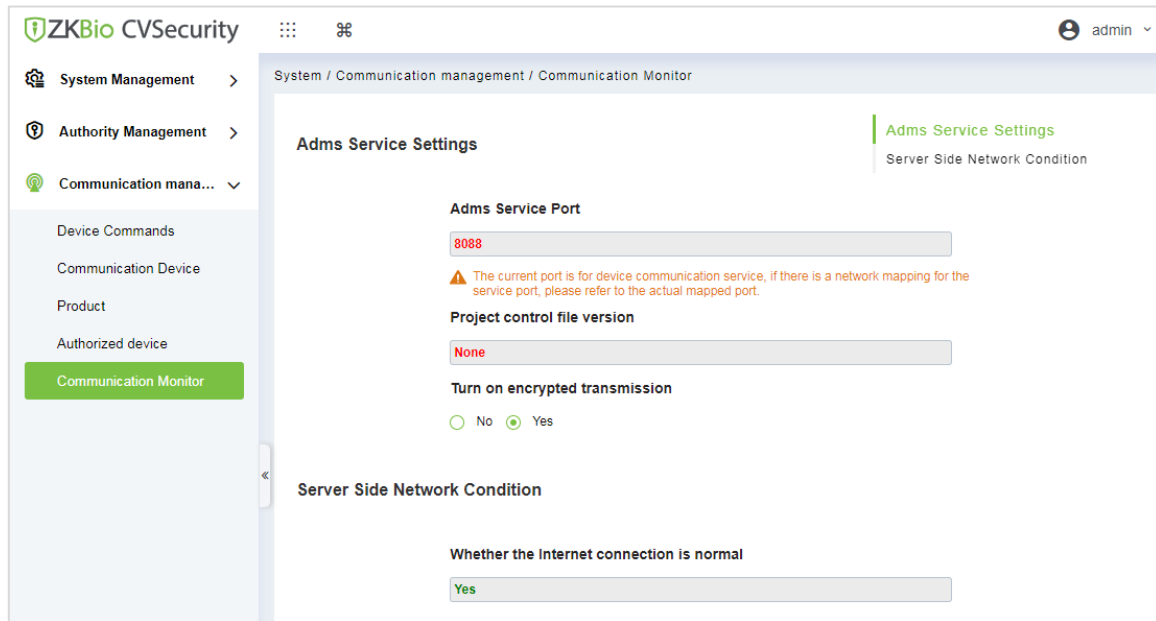 ZKBio CVSecurity
admin
System Management
Authority Management
Communication mana...
Device Commands
Communication Device
Product
Authorized device
Communication Monitor
System / Communication management / Communication Monitor
Adms Service Settings
Adms Service Settings
Server Side Network Condition
Adms Service Port
8088
The current port is for device communication service, if there is a network mapping for the
service port, please refer to the actual mapped port.
Project control file version
None
Turn on encrypted transmission
No Yes
Server Side Network Condition
Whether the Internet connection is normal
Yes